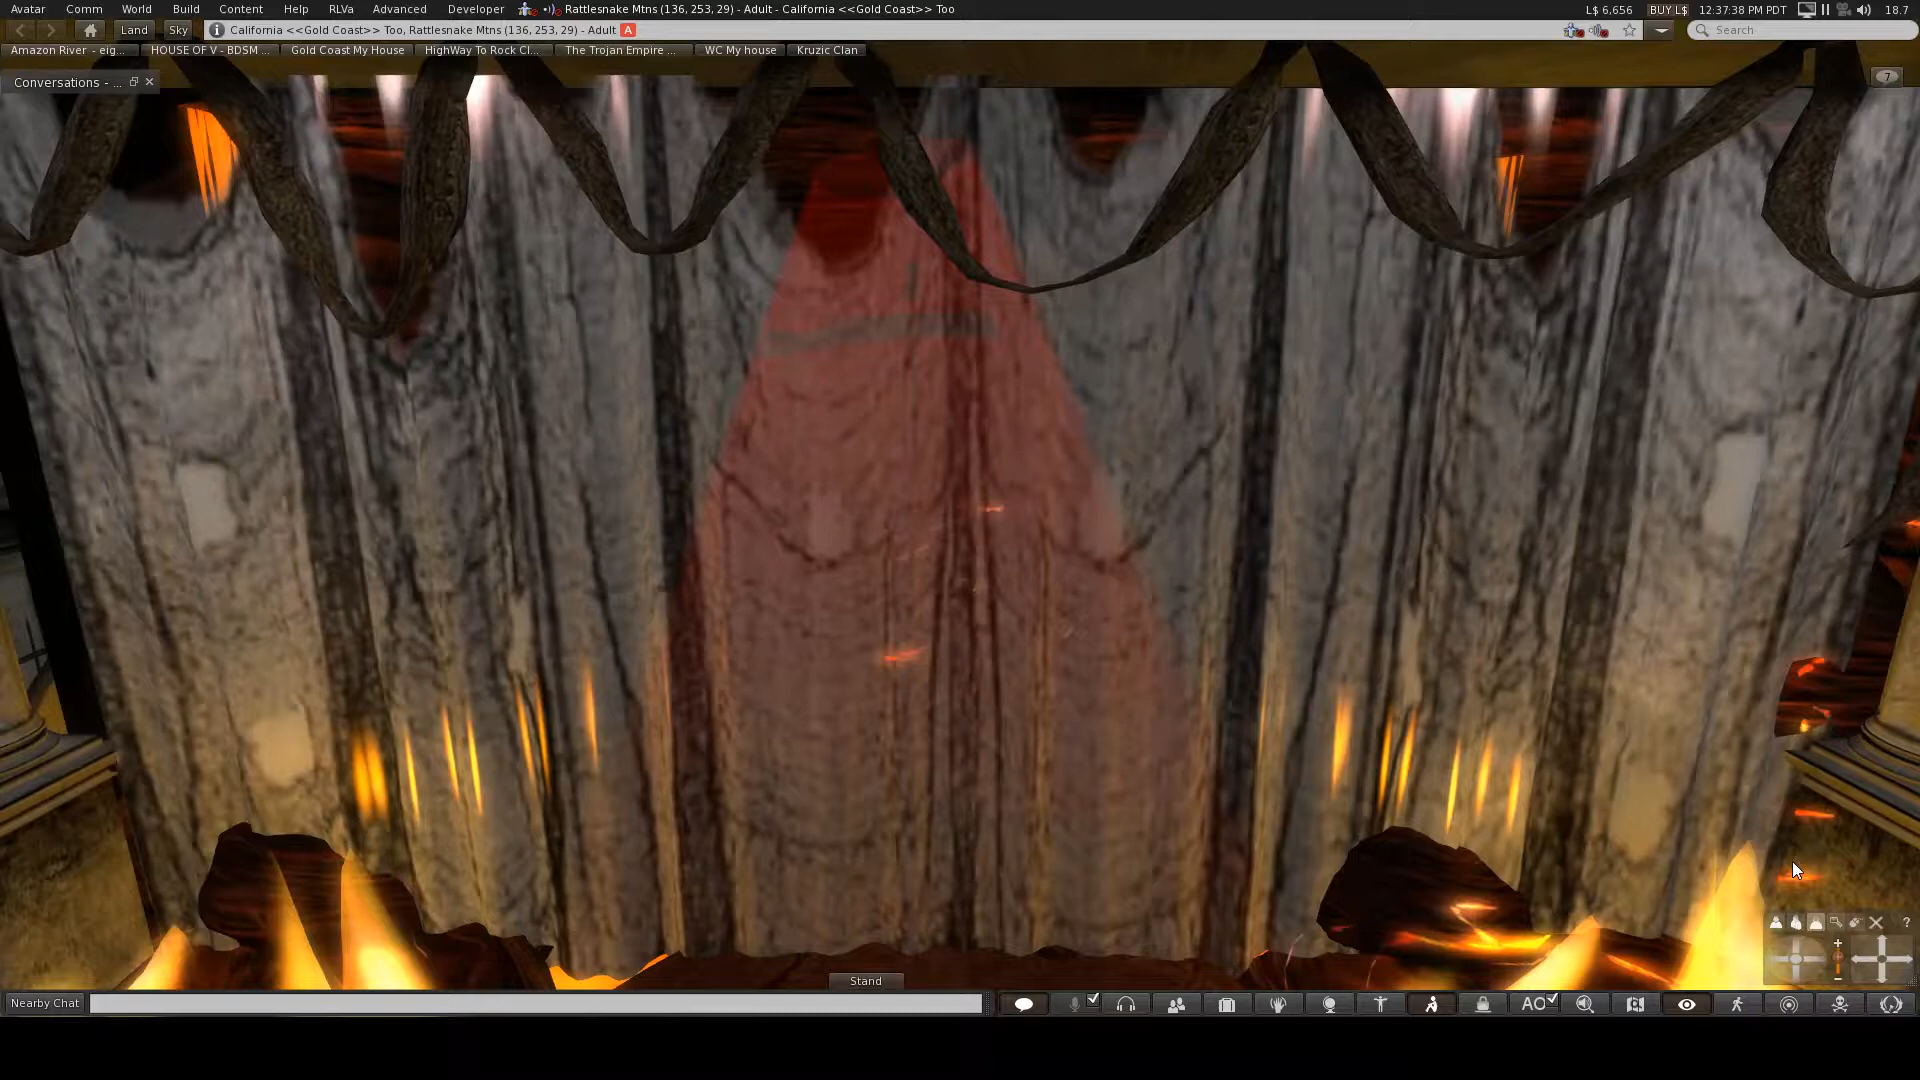 Avatar Comm World Build Content Help RLVa Advanced Developer Rattlesnake Mtns (136, 253, 29) - Adult - California <<Gold Coast>> Too L$ 6,656 BUY L$ 12:37:38 PM PDT 18.7
Land Sky California <<Gold Coast>> Too, Rattlesnake Mtns (136, 253, 29) - Adult A Search
Amazon River - eig... HOUSE OF V - BDSM ... Gold Coast My House HighWay To Rock Cl... The Trojan Empire ... WC My house Kruzic Clan
Conversations - ... 7
?
Stand
Nearby Chat AO